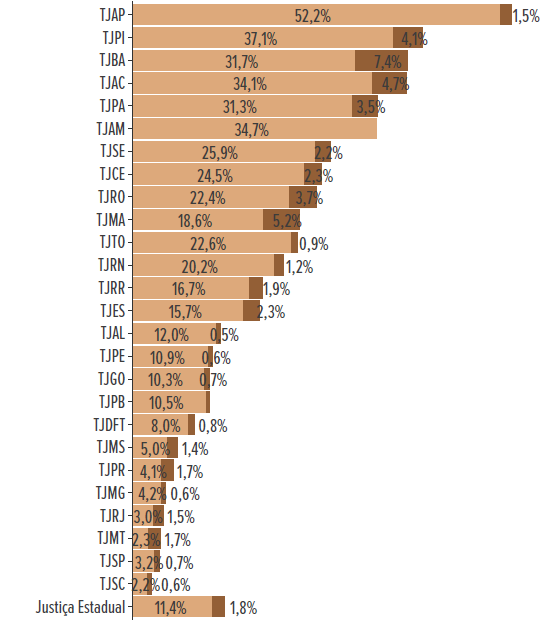 TJAP 52,2% 1,5%
TJPI 37,1% 4,1%
TJBA 31,7% 7,4%
TJAC 34,1% 4,7%
TJPA 31,3% 3,5%
TJAM 34,7%
TJSE 25,9% 2,2%
TJCE 24,5% 2,3%
TJRO 22,4% 3,7%
TJMA 18,6% 5,2%
TJTO 22,6% 0,9%
TJRN 20,2% 1,2%
TJRR 16,7% 1,9%
TJES 15,7% 2,3%
TJAL 12,0% 0,5%
TJPE 10,9% 0,6%
TJGO 10,3% 0,7%
TJPB 10,5%
TJDFT 8,0% 0,8%
TJMS 5,0% 1,4%
TJPR 4,1% 1,7%
TJMG 4,2% 0,6%
TJRJ 3,0% 1,5%
TJMT 2,3% 1,7%
TJSP 3,2% 0,7%
TJSC 2,2% 0,6%
Justiça Estadual 11,4% 1,8%